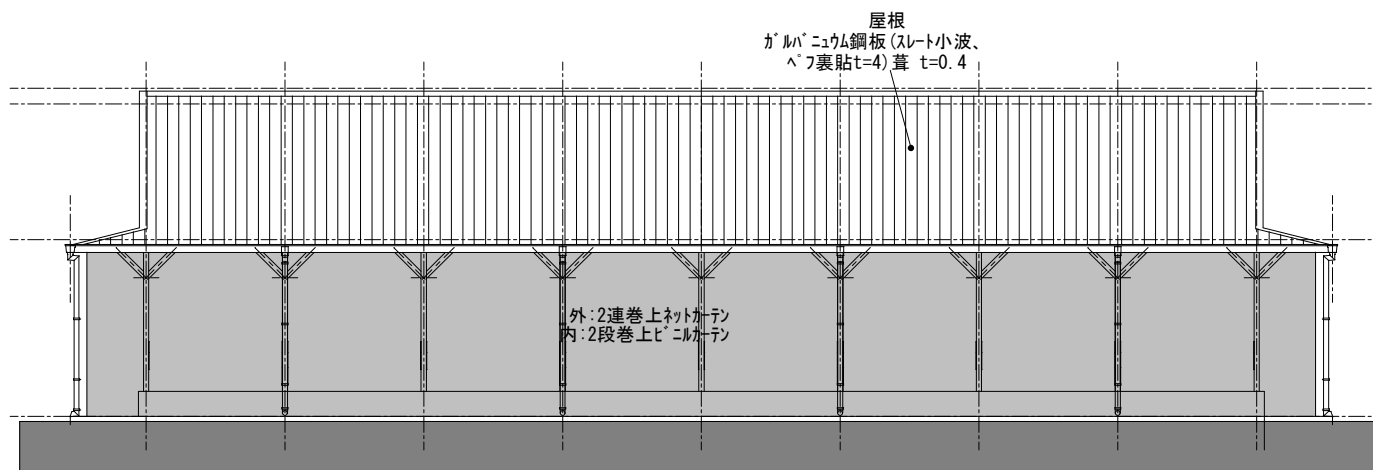 屋根
ガルバニュウム鋼板(スレート小波、
ペフ裏貼t=4)葺 t=0.4
外:2連巻上ネットカーテン
内:2段巻上ビニルカーテン